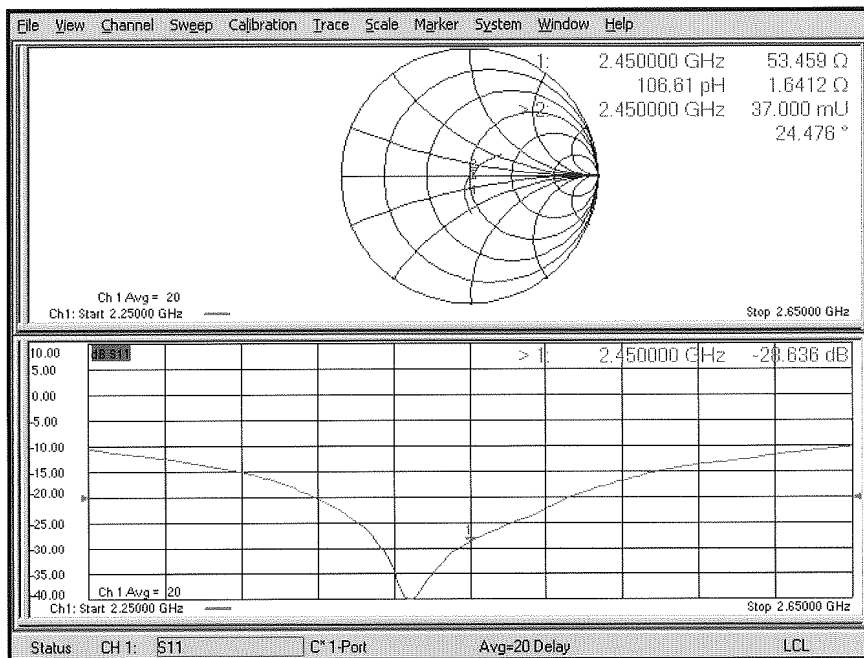 File View Channel Sweep Calibration Trace Scale Marker System Window Help
1: 2.450000 GHz 53.459 Ω
106.61 pH 1.6412 Ω
> 2: 2.450000 GHz 37.000 mU
24.476 °
Ch 1 Avg = 20
Ch1: Start 2.25000 GHz
Stop 2.65000 GHz
10.00
dB S11
> 1: 2.450000 GHz -28.636 dB
5.00
0.00
-5.00
-10.00
-15.00
-20.00
-25.00
1
-30.00
-35.00
-40.00
Ch 1 Avg = 20
Ch1: Start 2.25000 GHz
Stop 2.65000 GHz
Status CH 1: S11 C* 1-Port Avg=20 Delay LCL